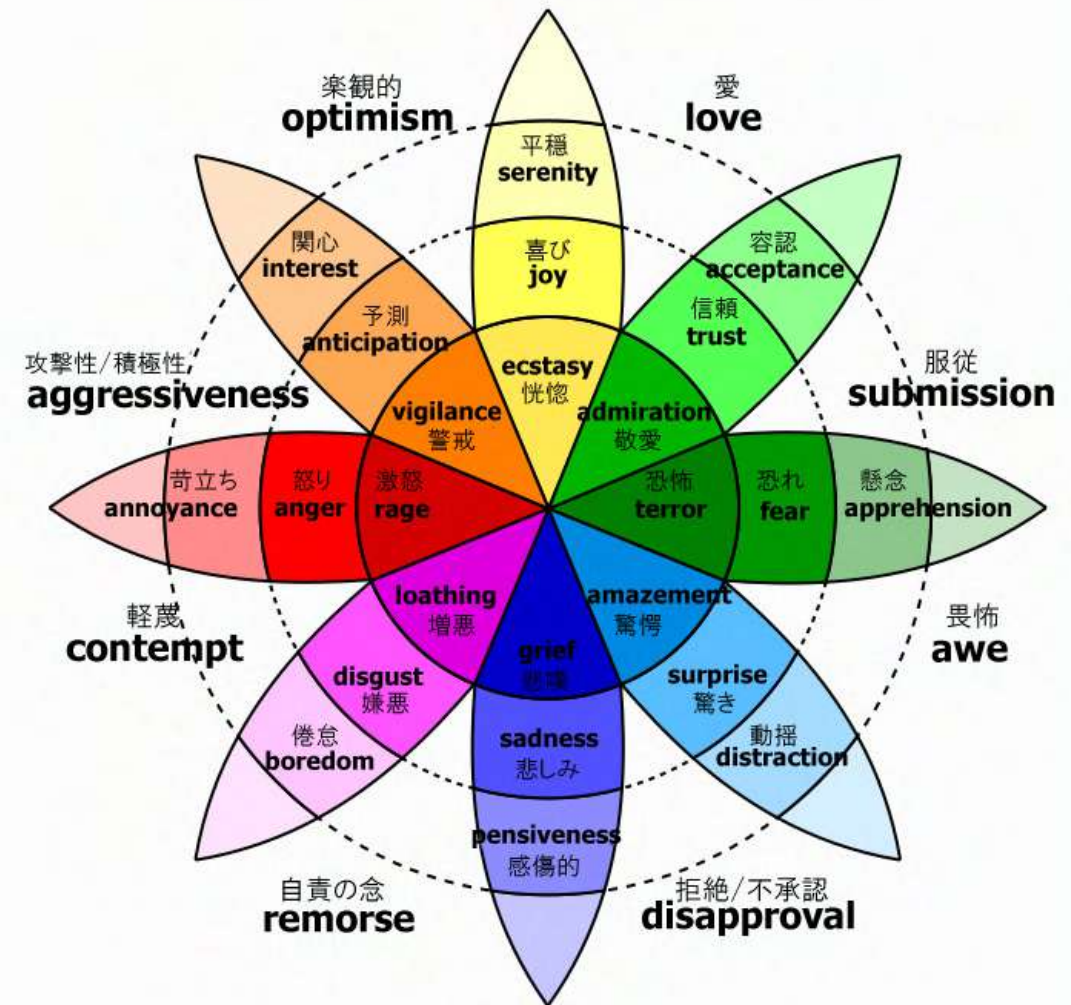 楽観的
optimism
愛
love
平穏
serenity
関心
interest
容認
acceptance
喜び
joy
予測
anticipation
信頼
trust
攻撃性/積極性
aggressiveness
服従
submission
ecstasy
恍惚
vigilance
警戒
admiration
敬愛
苛立ち
annoyance
怒り
anger
激怒
rage
恐怖
terror
恐れ
fear
懸念
apprehension
loathing
増悪
amazement
驚愕
軽蔑
contempt
畏怖
awe
grief
悲嘆
disgust
嫌悪
surprise
驚き
倦怠
boredom
sadness
悲しみ
動揺
distraction
pensiveness
感傷的
自責の念
remorse
拒絶/不承認
disapproval